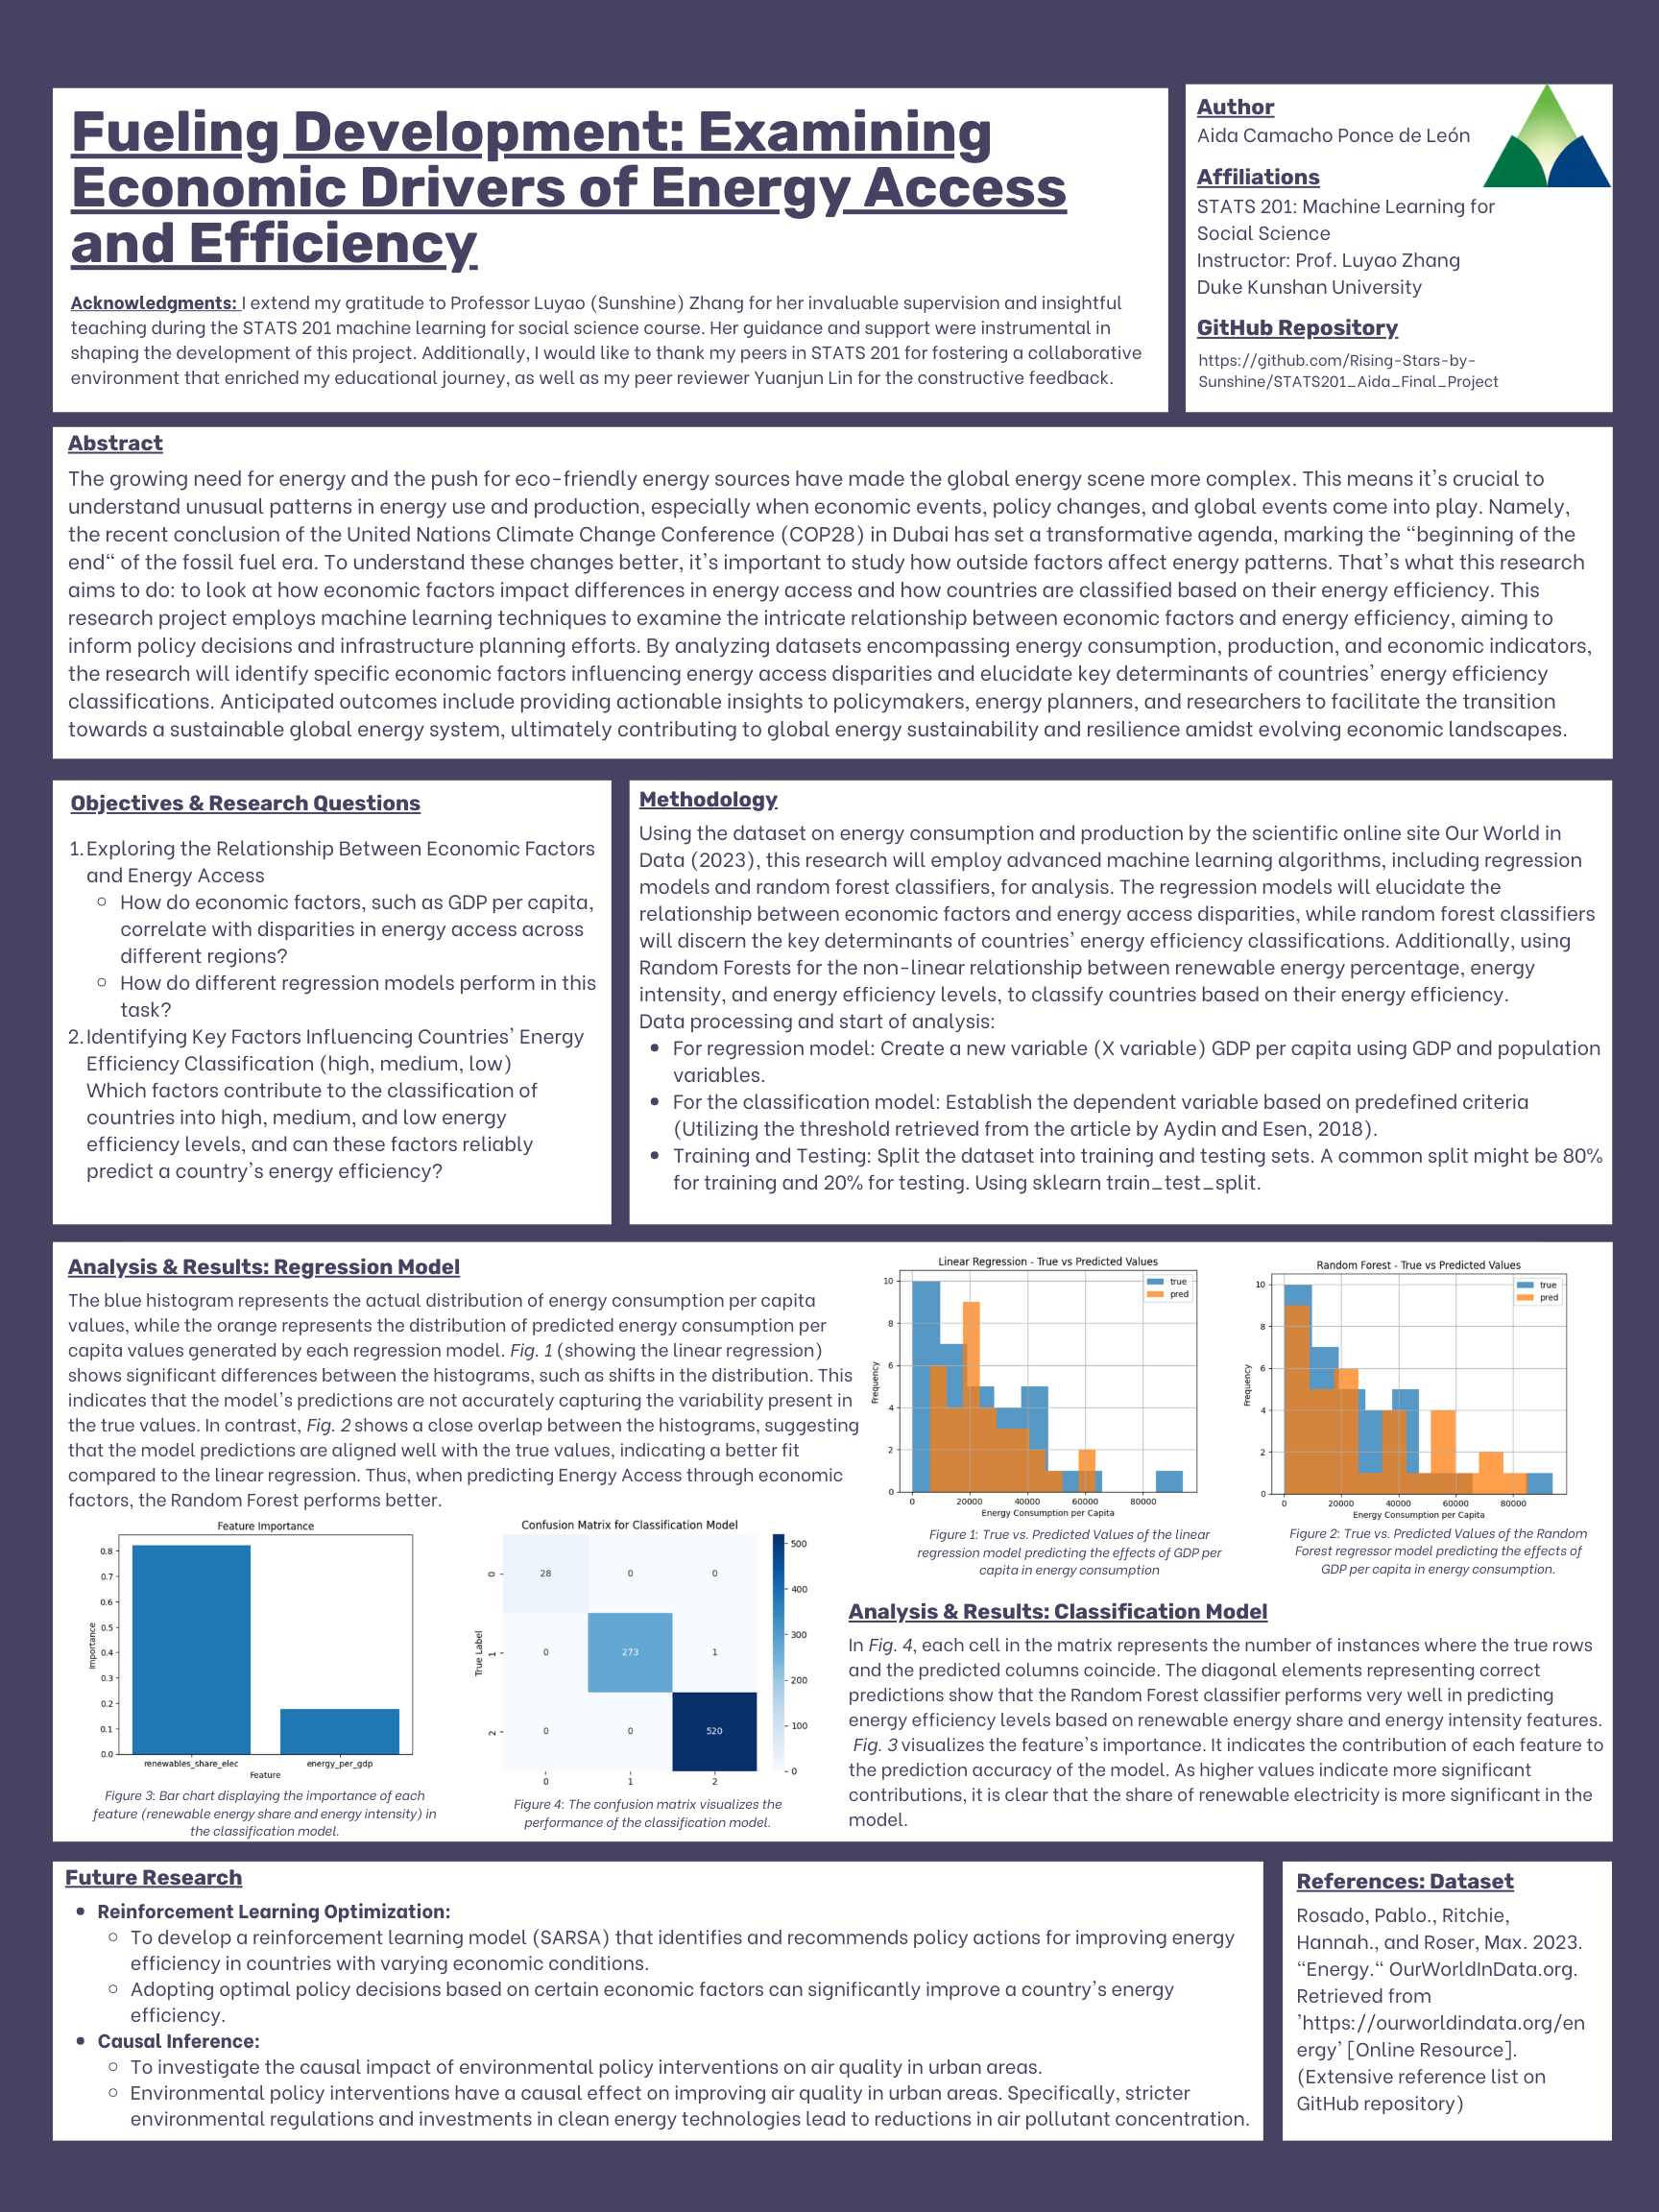 Fueling Development: Examining
Economic Drivers of Energy Access
and Efficiency
Acknowledgments: I extend my gratitude to Professor Luyao (Sunshine) Zhang for her invaluable supervision and insightful
teaching during the STATS 201 machine learning for social science course. Her guidance and support were instrumental in
shaping the development of this project. Additionally, I would like to thank my peers in STATS 201 for fostering a collaborative
environment that enriched my educational journey, as well as my peer reviewer Yuanjun Lin for the constructive feedback.
Author
Aida Camacho Ponce de León
Affiliations
STATS 201: Machine Learning for
Social Science
Instructor: Prof. Luyao Zhang
Duke Kunshan University
GitHub Repository
https://github.com/Rising-Stars-by-
Sunshine/STATS201_Aida_Final_Project
Abstract
The growing need for energy and the push for eco-friendly energy sources have made the global energy scene more complex. This means it's crucial to
understand unusual patterns in energy use and production, especially when economic events, policy changes, and global events come into play. Namely,
the recent conclusion of the United Nations Climate Change Conference (COP28) in Dubai has set a transformative agenda, marking the “beginning of the
end“ of the fossil fuel era. To understand these changes better, it's important to study how outside factors affect energy patterns. That's what this research
aims to do: to look at how economic factors impact differences in energy access and how countries are classified based on their energy efficiency. This
research project employs machine learning techniques to examine the intricate relationship between economic factors and energy efficiency, aiming to
inform policy decisions and infrastructure planning efforts. By analyzing datasets encompassing energy consumption, production, and economic indicators,
the research will identify specific economic factors influencing energy access disparities and elucidate key determinants of countries' energy efficiency
classifications. Anticipated outcomes include providing actionable insights to policymakers, energy planners, and researchers to facilitate the transition
towards a sustainable global energy system, ultimately contributing to global energy sustainability and resilience amidst evolving economic landscapes.
Objectives & Research Questions
1. Exploring the Relationship Between Economic Factors
and Energy Access
◦ How do economic factors, such as GDP per capita,
correlate with disparities in energy access across
different regions?
◦ How do different regression models perform in this
task?
2. Identifying Key Factors Influencing Countries' Energy
Efficiency Classification (high, medium, low)
Which factors contribute to the classification of
countries into high, medium, and low energy
efficiency levels, and can these factors reliably
predict a country's energy efficiency?
Methodology
Using the dataset on energy consumption and production by the scientific online site Our World in
Data (2023), this research will employ advanced machine learning algorithms, including regression
models and random forest classifiers, for analysis. The regression models will elucidate the
relationship between economic factors and energy access disparities, while random forest classifiers
will discern the key determinants of countries' energy efficiency classifications. Additionally, using
Random Forests for the non-linear relationship between renewable energy percentage, energy
intensity, and energy efficiency levels, to classify countries based on their energy efficiency.
Data processing and start of analysis:
• For regression model: Create a new variable (X variable) GDP per capita using GDP and population
variables.
• For the classification model: Establish the dependent variable based on predefined criteria
(Utilizing the threshold retrieved from the article by Aydin and Esen, 2018).
• Training and Testing: Split the dataset into training and testing sets. A common split might be 80%
for training and 20% for testing. Using sklearn train_test_split.
Analysis & Results: Regression Model
The blue histogram represents the actual distribution of energy consumption per capita
values, while the orange represents the distribution of predicted energy consumption per
capita values generated by each regression model. Fig. 1 (showing the linear regression)
shows significant differences between the histograms, such as shifts in the distribution. This
indicates that the model's predictions are not accurately capturing the variability present in
the true values. In contrast, Fig. 2 shows a close overlap between the histograms, suggesting
that the model predictions are aligned well with the true values, indicating a better fit
compared to the linear regression. Thus, when predicting Energy Access through economic
factors, the Random Forest performs better.
Linear Regression - True vs Predicted Values
true
pred
Frequency
10
8
6
4
2
0
0 20000 40000 60000 80000
Energy Consumption per Capita
Figure 1: True vs. Predicted Values of the linear
regression model predicting the effects of GDP per
capita in energy consumption
Random Forest - True vs Predicted Values
true
pred
Frequency
10
8
6
4
2
0
0 20000 40000 60000 80000
Energy Consumption per Capita
Figure 2: True vs. Predicted Values of the Random
Forest regressor model predicting the effects of
GDP per capita in energy consumption.
Feature Importance
Importance
0.8
0.7
0.6
0.5
0.4
0.3
0.2
0.1
0.0
renewables_share_elec energy_per_gdp
Feature
Figure 3: Bar chart displaying the importance of each
feature (renewable energy share and energy intensity) in
the classification model.
Confusion Matrix for Classification Model
True Label
0 28 0 0
1 0 273 1
2 0 0 520
0 1 2
500
400
300
200
100
0
Figure 4: The confusion matrix visualizes the
performance of the classification model.
Analysis & Results: Classification Model
In Fig. 4, each cell in the matrix represents the number of instances where the true rows
and the predicted columns coincide. The diagonal elements representing correct
predictions show that the Random Forest classifier performs very well in predicting
energy efficiency levels based on renewable energy share and energy intensity features.
Fig. 3 visualizes the feature's importance. It indicates the contribution of each feature to
the prediction accuracy of the model. As higher values indicate more significant
contributions, it is clear that the share of renewable electricity is more significant in the
model.
Future Research
• Reinforcement Learning Optimization:
◦ To develop a reinforcement learning model (SARSA) that identifies and recommends policy actions for improving energy
efficiency in countries with varying economic conditions.
◦ Adopting optimal policy decisions based on certain economic factors can significantly improve a country's energy
efficiency.
• Causal Inference:
◦ To investigate the causal impact of environmental policy interventions on air quality in urban areas.
◦ Environmental policy interventions have a causal effect on improving air quality in urban areas. Specifically, stricter
environmental regulations and investments in clean energy technologies lead to reductions in air pollutant concentration.
References: Dataset
Rosado, Pablo., Ritchie,
Hannah., and Roser, Max. 2023.
“Energy.“ OurWorldInData.org.
Retrieved from
'https://ourworldindata.org/en
ergy' [Online Resource].
(Extensive reference list on
GitHub repository)